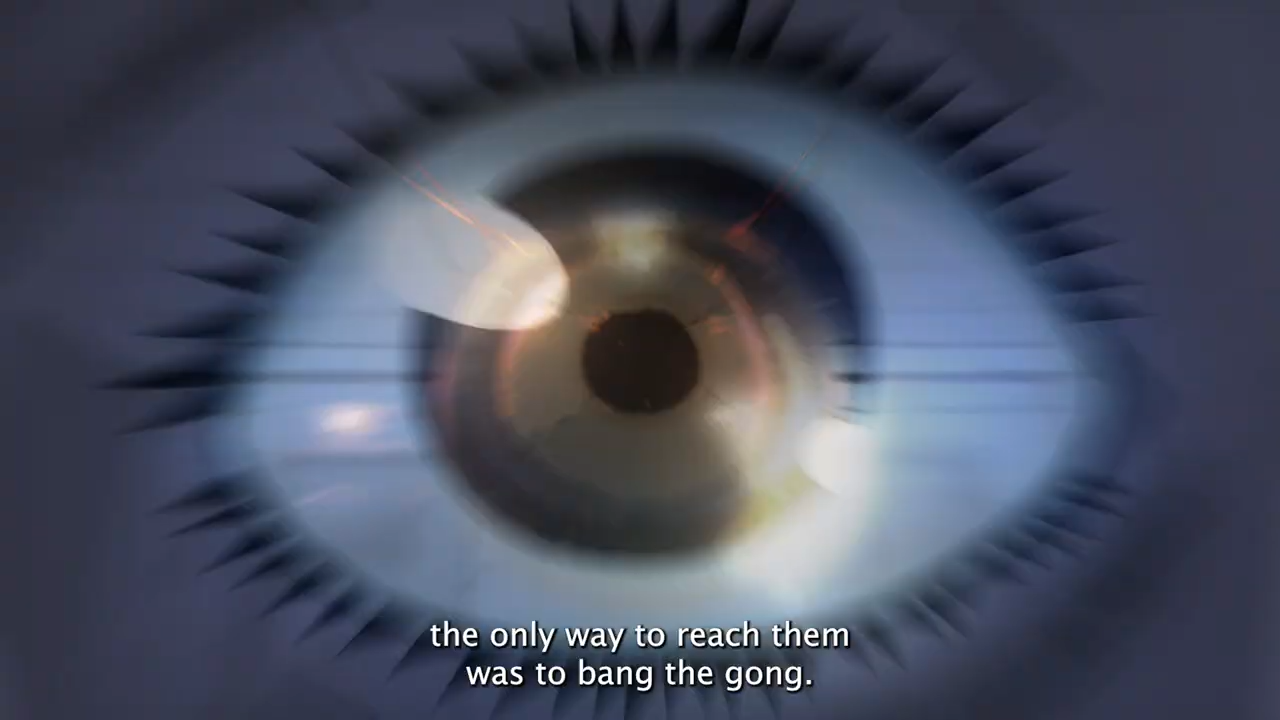 the only way to reach them
was to bang the gong.